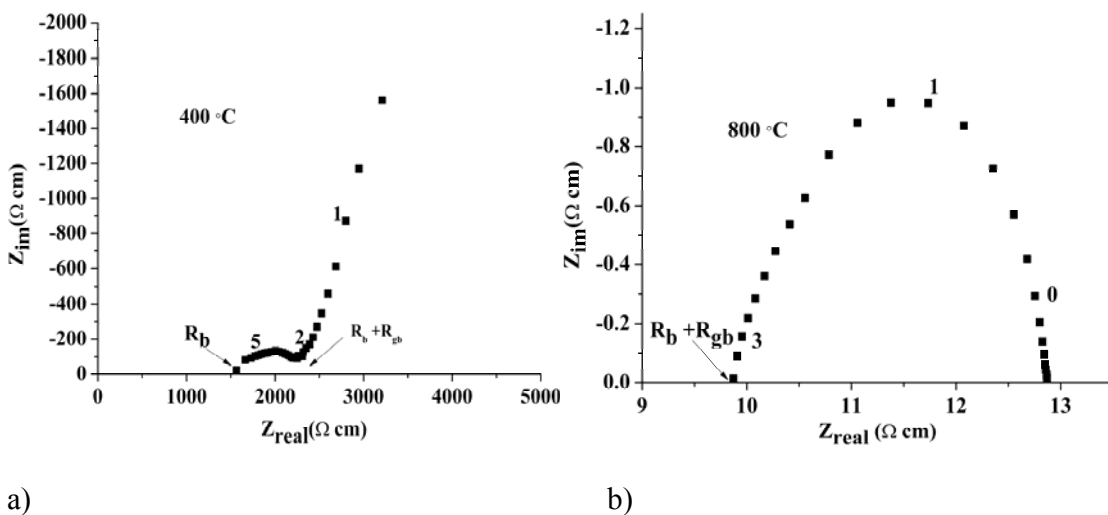 -2000
-1800
-1600
-1400
-1200
-1000
-800
-600
-400
-200
0
Z_im(Ω cm)
400 °C
1
R_b
5
2
R_b +R_gb
0 1000 2000 3000 4000 5000
Z_real(Ω cm)
a)
-1.2
-1.0
-0.8
-0.6
-0.4
-0.2
0.0
Z_im(Ω cm)
800 °C
1
0
R_b +R_gb
3
9 10 11 12 13
Z_real (Ω cm)
b)